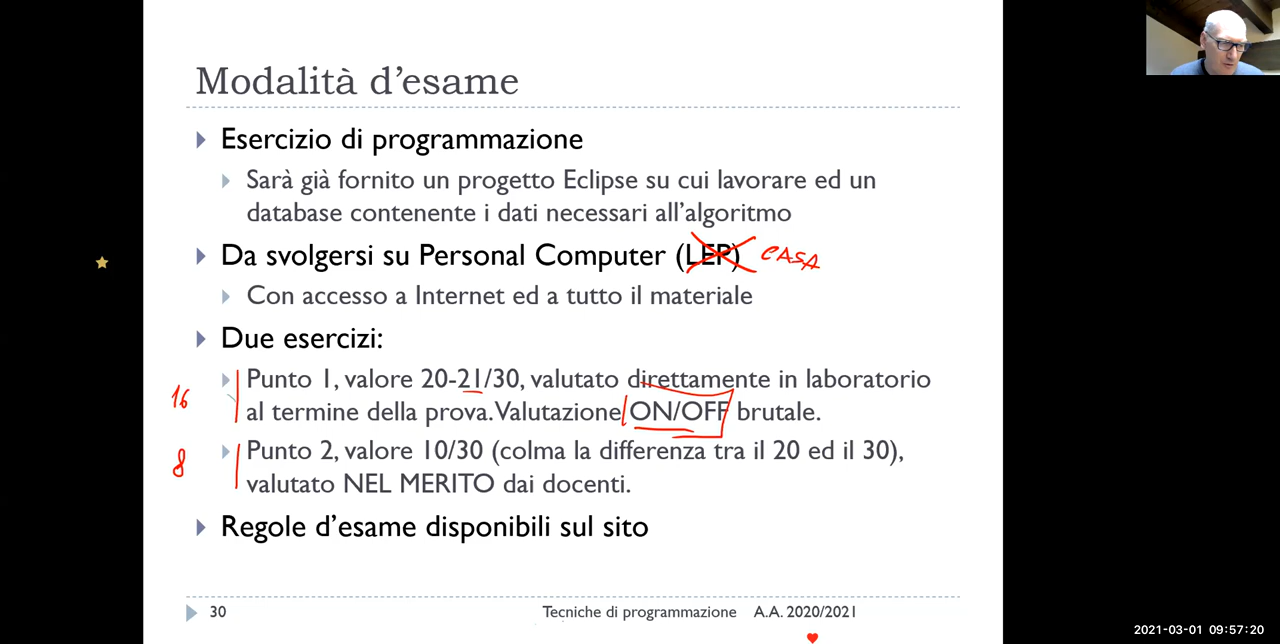 Modalità d'esame
Esercizio di programmazione
Sarà già fornito un progetto Eclipse su cui lavorare ed un
database contenente i dati necessari all'algoritmo
Da svolgersi su Personal Computer (LEP) CASA
Con accesso a Internet ed a tutto il materiale
Due esercizi:
16
Punto 1, valore 20-21/30, valutato direttamente in laboratorio
al termine della prova. Valutazione ON/OFF brutale.
8
Punto 2, valore 10/30 (colma la differenza tra il 20 ed il 30),
valutato NEL MERITO dai docenti.
Regole d'esame disponibili sul sito
30 Tecniche di programmazione A.A. 2020/2021
2021-03-01 09:57:20